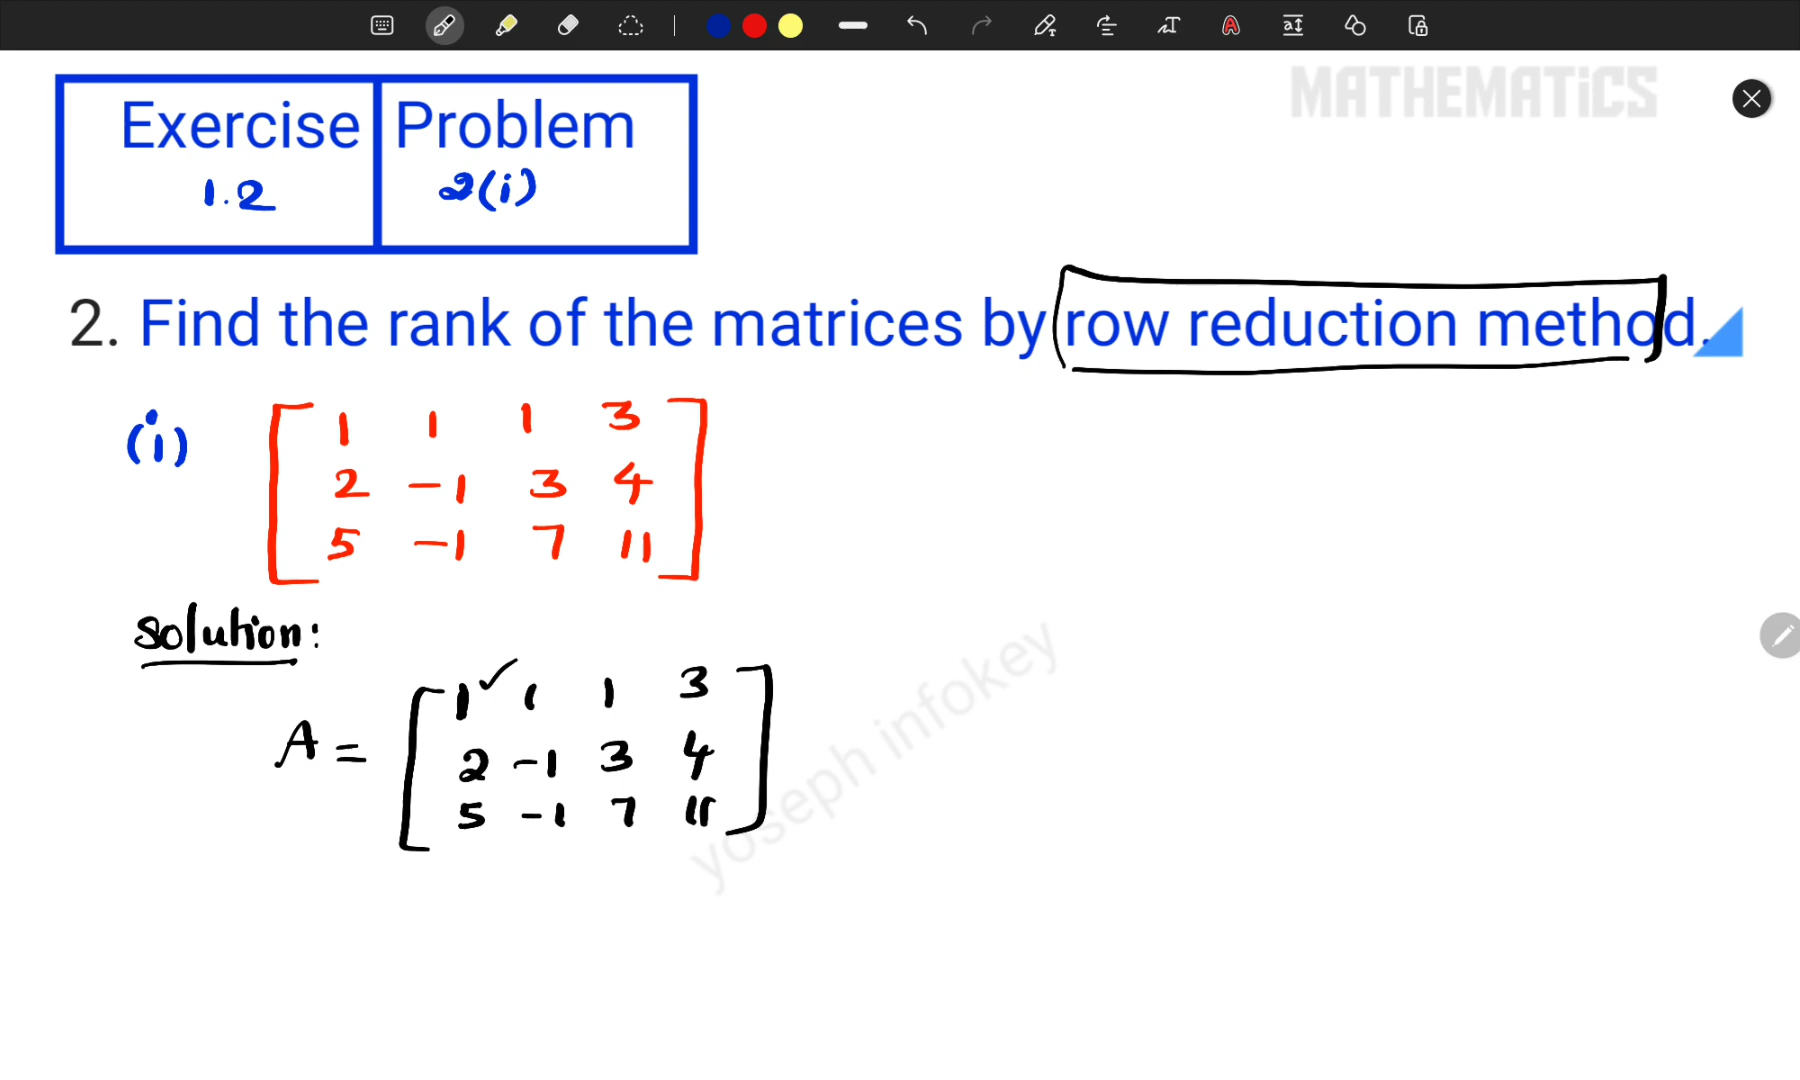 MATHEMATiCS
Exercise Problem
1.2 2(i)
2. Find the rank of the matrices by row reduction method.
(i) 1 1 1 3
2 -1 3 4
5 -1 7 11
Solution:
1 1 1 3
A = 2 -1 3 4
5 -1 7 11
yoseph infokey